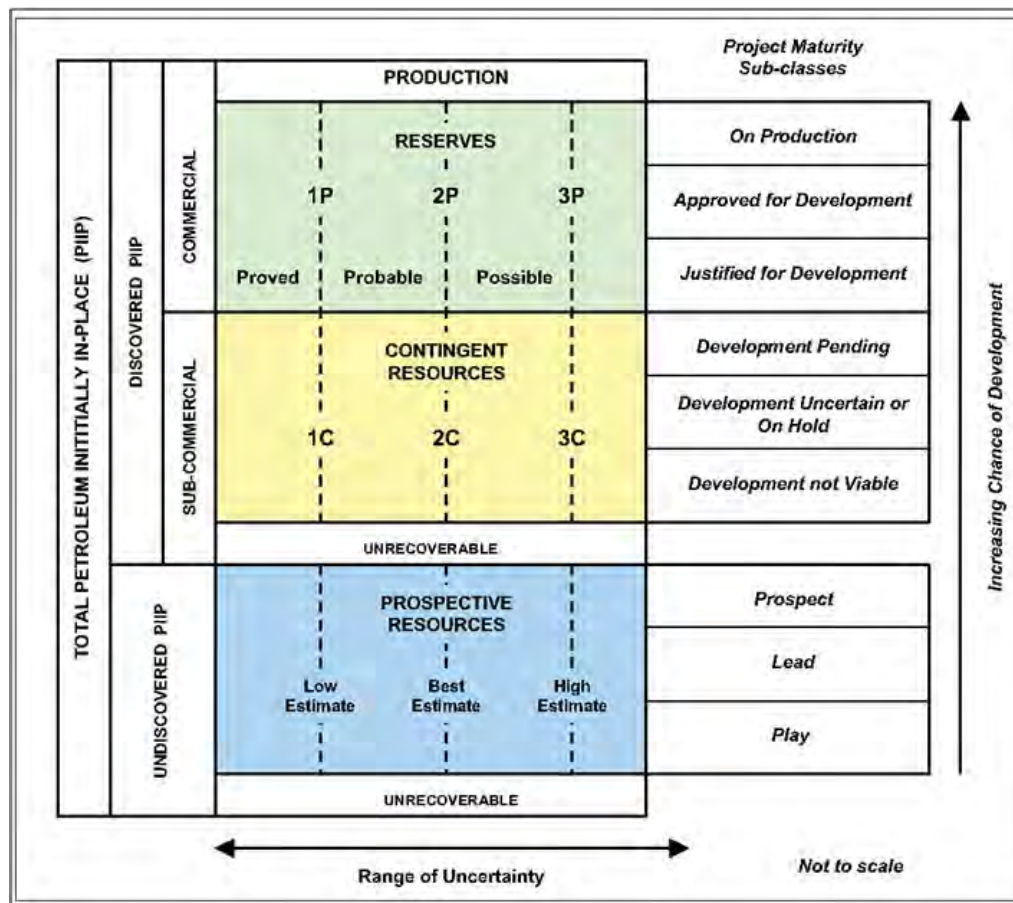 Project Maturity
Sub-classes
PRODUCTION
RESERVES
1P 2P 3P
Proved Probable Possible
On Production
Approved for Development
Justified for Development
CONTINGENT
RESOURCES
1C 2C 3C
Development Pending
Development Uncertain or
On Hold
Development not Viable
UNRECOVERABLE
PROSPECTIVE
RESOURCES
Low
Estimate
Best
Estimate
High
Estimate
Prospect
Lead
Play
UNRECOVERABLE
TOTAL PETROLEUM INITITIALLY IN-PLACE (PIIP)
DISCOVERED PIIP
UNDISCOVERED PIIP
COMMERCIAL
SUB-COMMERCIAL
Increasing Chance of Development
Range of Uncertainty
Not to scale